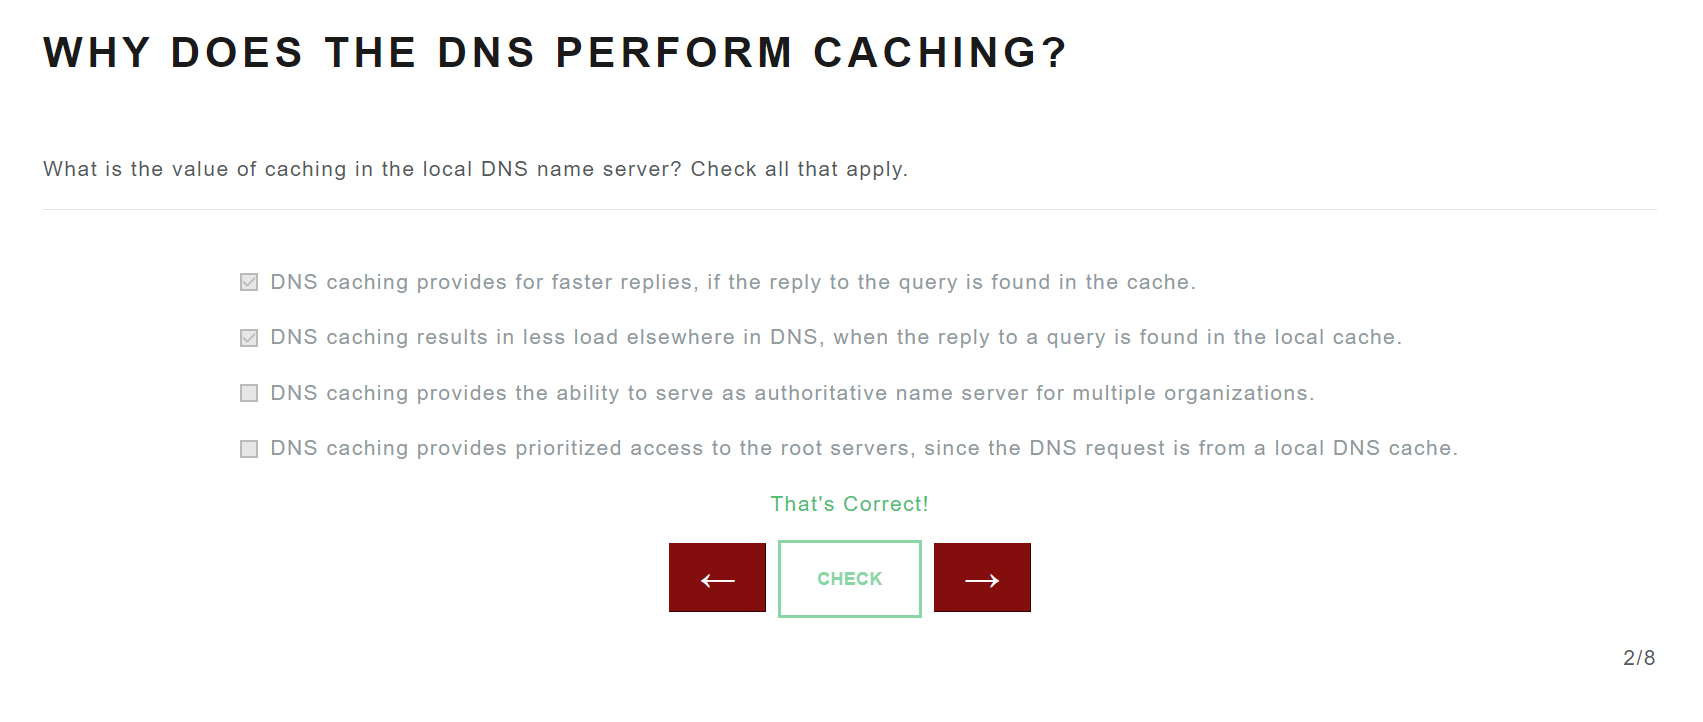 WHY DOES THE DNS PERFORM CACHING?
What is the value of caching in the local DNS name server? Check all that apply.
DNS caching provides for faster replies, if the reply to the query is found in the cache.
DNS caching results in less load elsewhere in DNS, when the reply to a query is found in the local cache.
DNS caching provides the ability to serve as authoritative name server for multiple organizations.
DNS caching provides prioritized access to the root servers, since the DNS request is from a local DNS cache.
That's Correct!
← CHECK →
2/8